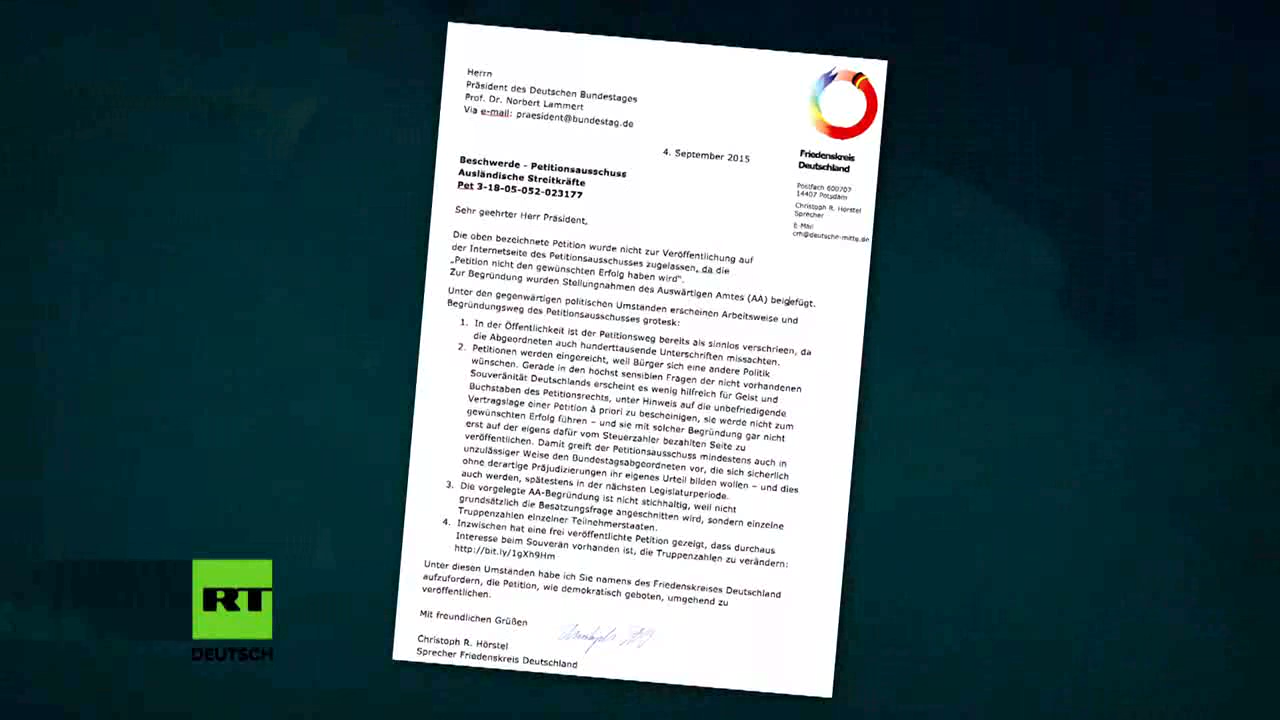 Herrn
Präsident des Deutschen Bundestages
Prof. Dr. Norbert Lammert
Via e-mail: praesident@bundestag.de
4. September 2015
Friedenskreis
Deutschland
Postfach 600707
14407 Potsdam
Christoph R. Hörstel
Sprecher
E-Mail
crh@deutsche-mitte.de
Beschwerde - Petitionsausschuss
Ausländische Streitkräfte
Pet 3-18-05-052-023177
Sehr geehrter Herr Präsident,
Die oben bezeichnete Petition wurde nicht zur Veröffentlichung auf
der Internetseite des Petitionsausschusses zugelassen, da die
„Petition nicht den gewünschten Erfolg haben wird".
Zur Begründung wurden Stellungnahmen des Auswärtigen Amtes (AA) beigefügt.
Unter den gegenwärtigen politischen Umständen erscheinen Arbeitsweise und
Begründungsweg des Petitionsausschusses grotesk:
1. In der Öffentlichkeit ist der Petitionsweg bereits als sinnlos verschrieen, da
die Abgeordneten auch hunderttausende Unterschriften missachten.
2. Petitionen werden eingereicht, weil Bürger sich eine andere Politik
wünschen. Gerade in den höchst sensiblen Fragen der nicht vorhandenen
Souveränität Deutschlands erscheint es wenig hilfreich für Geist und
Buchstaben des Petitionsrechts, unter Hinweis auf die unbefriedigende
Vertragslage einer Petition à priori zu bescheinigen, sie werde nicht zum
gewünschten Erfolg führen – und sie mit solcher Begründung gar nicht
erst auf der eigens dafür vom Steuerzahler bezahlten Seite zu
veröffentlichen. Damit greift der Petitionsausschuss mindestens auch in
unzulässiger Weise den Bundestagsabgeordneten vor, die sich sicherlich
ohne derartige Präjudizierungen ihr eigenes Urteil bilden wollen – und dies
auch werden, spätestens in der nächsten Legislaturperiode.
3. Die vorgelegte AA-Begründung ist nicht stichhaltig, weil nicht
grundsätzlich die Besatzungsfrage angeschnitten wird, sondern einzelne
Truppenzahlen einzelner Teilnehmerstaaten.
4. Inzwischen hat eine frei veröffentlichte Petition gezeigt, dass durchaus
Interesse beim Souverän vorhanden ist, die Truppenzahlen zu verändern:
http://bit.ly/1gXh9Hm
Unter diesen Umständen habe ich Sie namens des Friedenskreises Deutschland
aufzufordern, die Petition, wie demokratisch geboten, umgehend zu
veröffentlichen.
Mit freundlichen Grüßen
Christoph R. Hörstel
Sprecher Friedenskreis Deutschland
RT
DEUTSCH